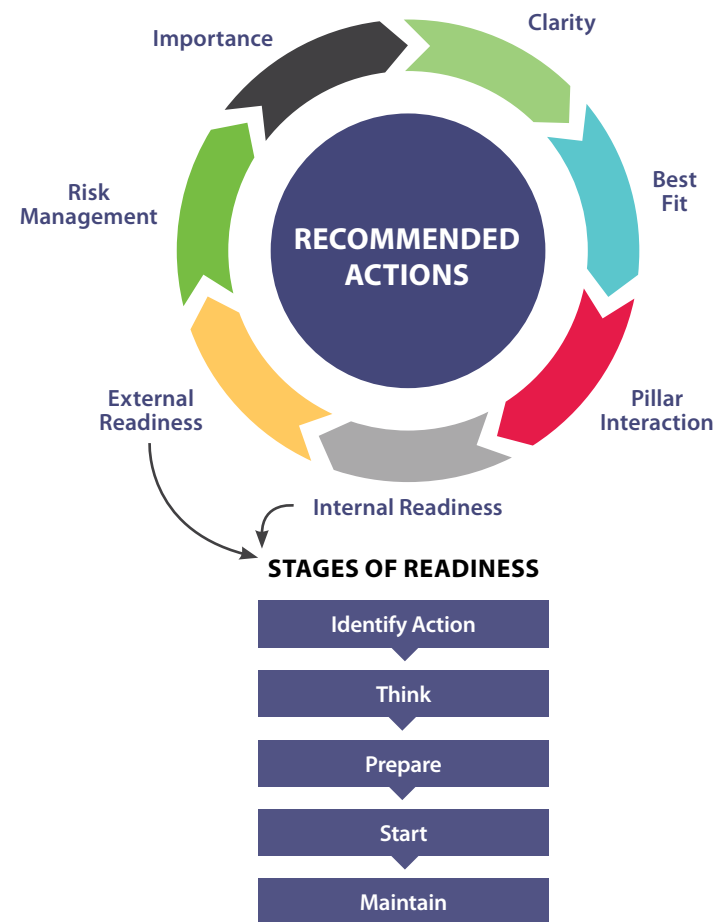 Importance
Clarity
Best
Fit
Risk
Management
RECOMMENDED
ACTIONS
External
Readiness
Pillar
Interaction
Internal Readiness
STAGES OF READINESS
Identify Action
Think
Prepare
Start
Maintain